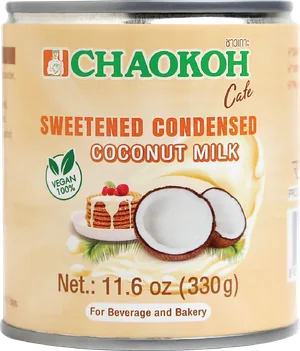 ชาวเกาะ
CHAOKOH
Cafe
SWEETENED CONDENSED
COCONUT MILK
VEGAN
100%
Net.: 11.6 oz (330g)
For Beverage and Bakery